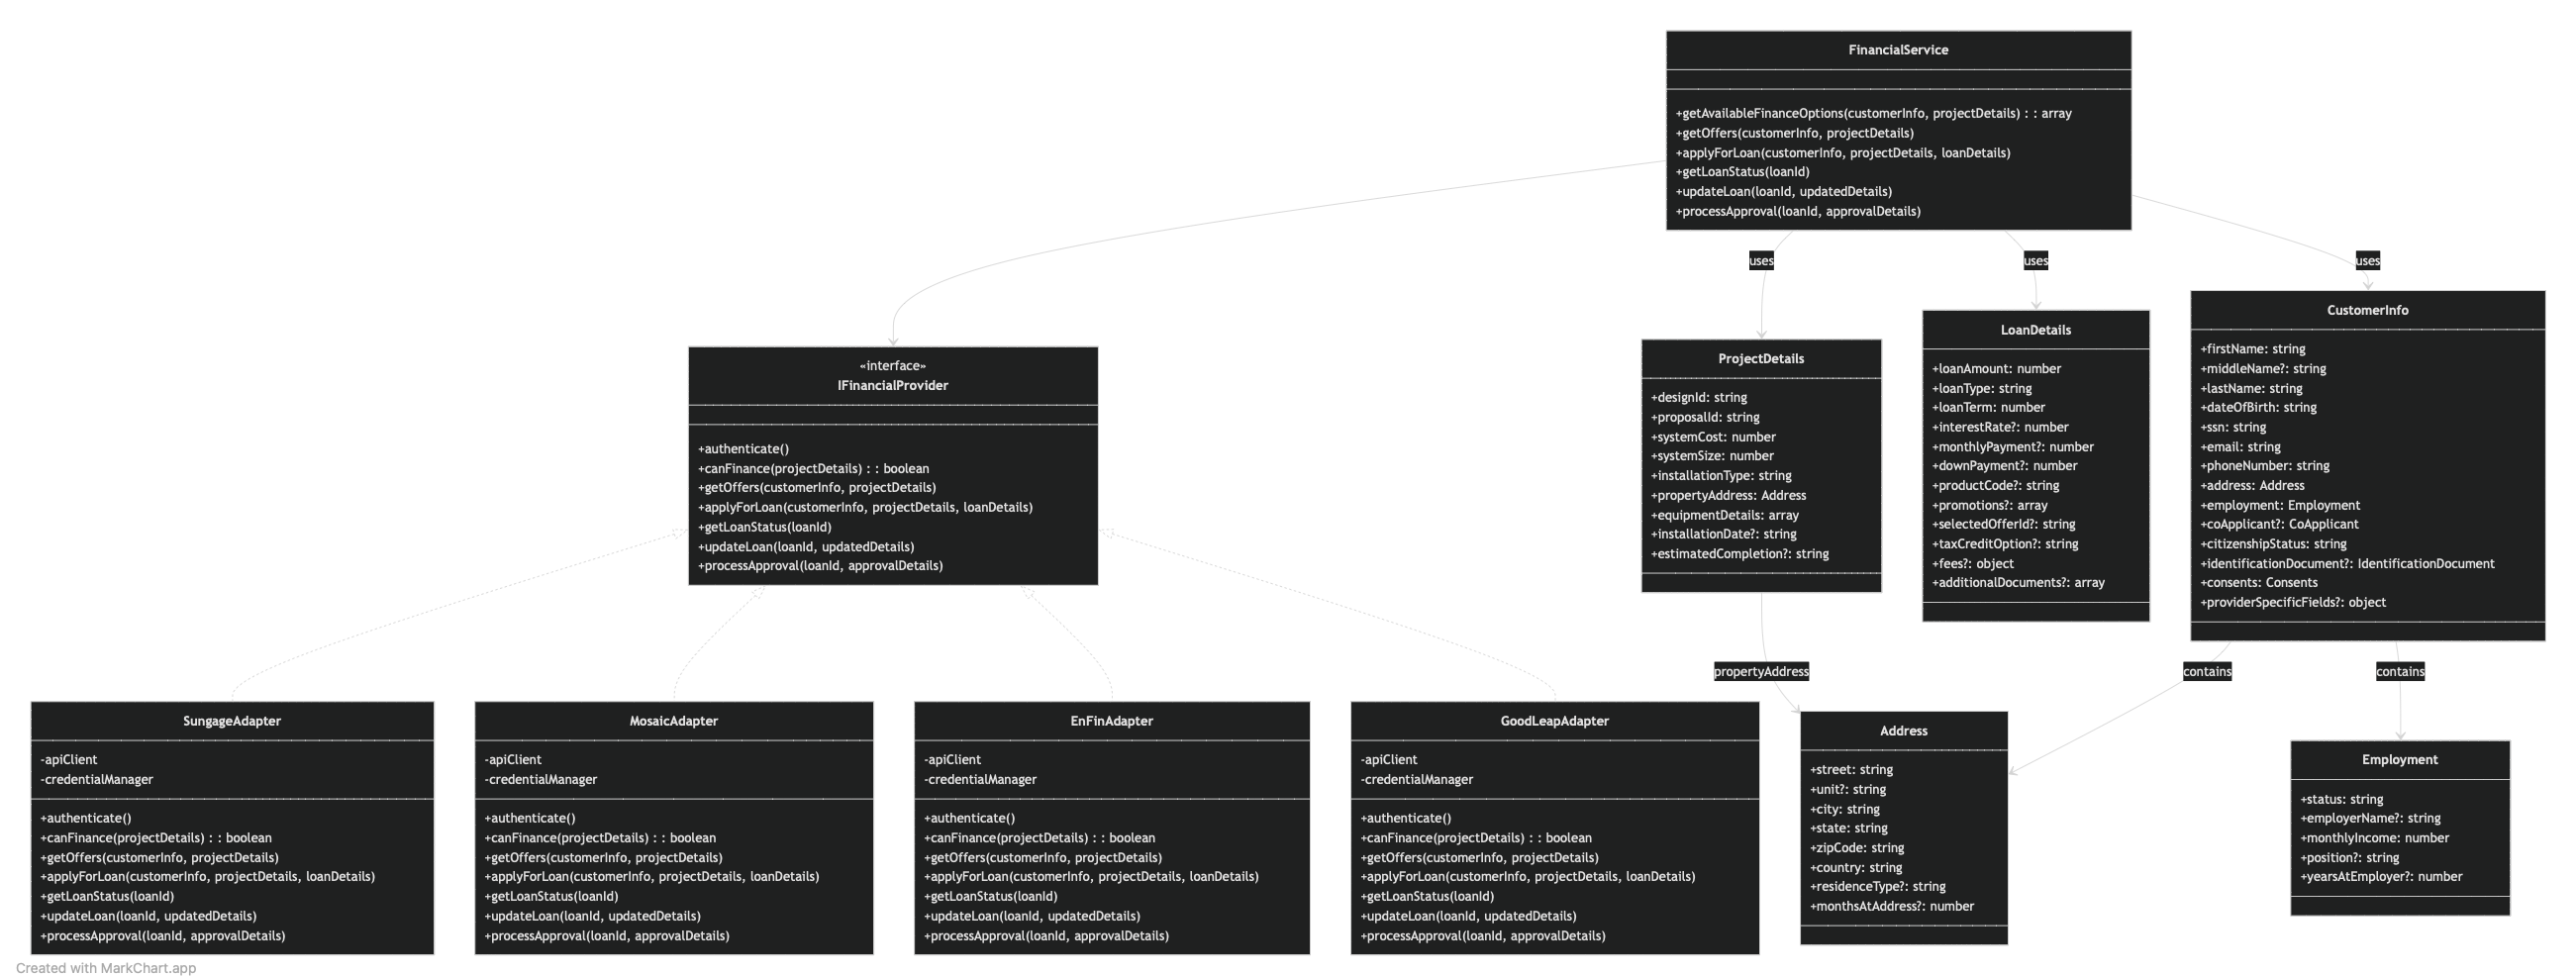 FinancialService
+getAvailableFinanceOptions(customerInfo, projectDetails) : : array
+getOffers(customerInfo, projectDetails)
+applyForLoan(customerInfo, projectDetails, loanDetails)
+getLoanStatus(loanId)
+updateLoan(loanId, updatedDetails)
+processApproval(loanId, approvalDetails)
uses
uses
uses
«interface»
IFinancialProvider
+authenticate()
+canFinance(projectDetails) : : boolean
+getOffers(customerInfo, projectDetails)
+applyForLoan(customerInfo, projectDetails, loanDetails)
+getLoanStatus(loanId)
+updateLoan(loanId, updatedDetails)
+processApproval(loanId, approvalDetails)
ProjectDetails
+designId: string
+proposalId: string
+systemCost: number
+systemSize: number
+installationType: string
+propertyAddress: Address
+equipmentDetails: array
+installationDate?: string
+estimatedCompletion?: string
LoanDetails
+loanAmount: number
+loanType: string
+loanTerm: number
+interestRate?: number
+monthlyPayment?: number
+downPayment?: number
+productCode?: string
+promotions?: array
+selectedOfferId?: string
+taxCreditOption?: string
+fees?: object
+additionalDocuments?: array
CustomerInfo
+firstName: string
+middleName?: string
+lastName: string
+dateOfBirth: string
+ssn: string
+email: string
+phoneNumber: string
+address: Address
+employment: Employment
+coApplicant?: CoApplicant
+citizenshipStatus: string
+identificationDocument?: IdentificationDocument
+consents: Consents
+providerSpecificFields?: object
propertyAddress
contains
contains
SungageAdapter
-apiClient
-credentialManager
+authenticate()
+canFinance(projectDetails) : : boolean
+getOffers(customerInfo, projectDetails)
+applyForLoan(customerInfo, projectDetails, loanDetails)
+getLoanStatus(loanId)
+updateLoan(loanId, updatedDetails)
+processApproval(loanId, approvalDetails)
MosaicAdapter
-apiClient
-credentialManager
+authenticate()
+canFinance(projectDetails) : : boolean
+getOffers(customerInfo, projectDetails)
+applyForLoan(customerInfo, projectDetails, loanDetails)
+getLoanStatus(loanId)
+updateLoan(loanId, updatedDetails)
+processApproval(loanId, approvalDetails)
EnFinAdapter
-apiClient
-credentialManager
+authenticate()
+canFinance(projectDetails) : : boolean
+getOffers(customerInfo, projectDetails)
+applyForLoan(customerInfo, projectDetails, loanDetails)
+getLoanStatus(loanId)
+updateLoan(loanId, updatedDetails)
+processApproval(loanId, approvalDetails)
GoodLeapAdapter
-apiClient
-credentialManager
+authenticate()
+canFinance(projectDetails) : : boolean
+getOffers(customerInfo, projectDetails)
+applyForLoan(customerInfo, projectDetails, loanDetails)
+getLoanStatus(loanId)
+updateLoan(loanId, updatedDetails)
+processApproval(loanId, approvalDetails)
Address
+street: string
+unit?: string
+city: string
+state: string
+zipCode: string
+country: string
+residenceType?: string
+monthsAtAddress?: number
Employment
+status: string
+employerName?: string
+monthlyIncome: number
+position?: string
+yearsAtEmployer?: number
Created with MarkChart.app